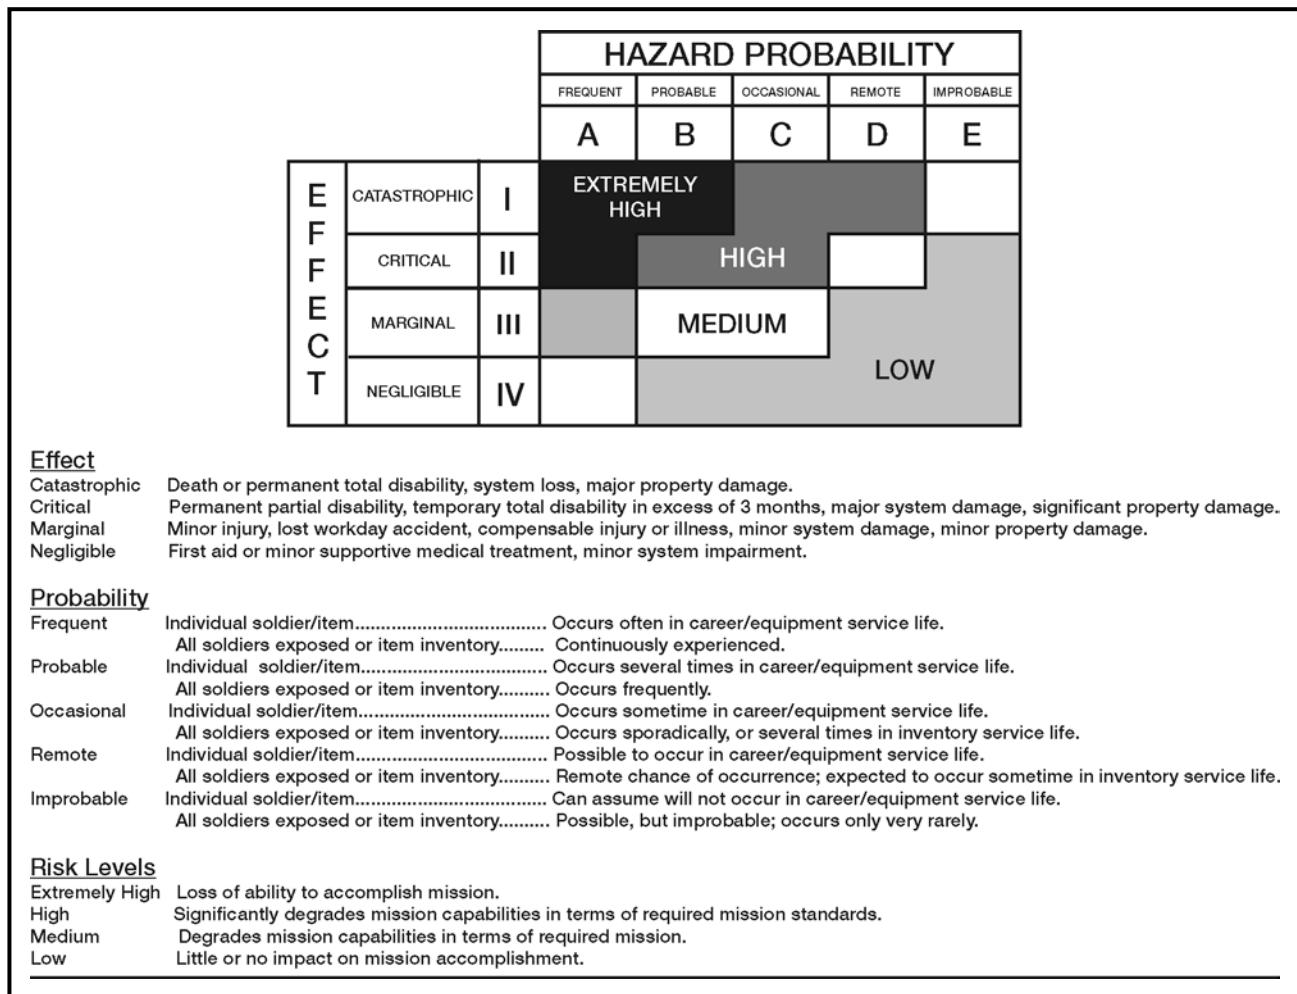 HAZARD PROBABILITY
FREQUENT PROBABLE OCCASIONAL REMOTE IMPROBABLE
A B C D E
EFFECT
CATASTROPHIC I EXTREMELY
HIGH
CRITICAL II HIGH
MARGINAL III MEDIUM
LOW
NEGLIGIBLE IV
Effect
Catastrophic Death or permanent total disability, system loss, major property damage.
Critical Permanent partial disability, temporary total disability in excess of 3 months, major system damage, significant property damage..
Marginal Minor injury, lost workday accident, compensable injury or illness, minor system damage, minor property damage.
Negligible First aid or minor supportive medical treatment, minor system impairment.
Probability
Frequent Individual soldier/item..................................... Occurs often in career/equipment service life.
All soldiers exposed or item inventory......... Continuously experienced.
Probable Individual soldier/item.................................... Occurs several times in career/equipment service life.
All soldiers exposed or item inventory.......... Occurs frequently.
Occasional Individual soldier/item..................................... Occurs sometime in career/equipment service life.
All soldiers exposed or item inventory.......... Occurs sporadically, or several times in inventory service life.
Remote Individual soldier/item..................................... Possible to occur in career/equipment service life.
All soldiers exposed or item inventory.......... Remote chance of occurrence; expected to occur sometime in inventory service life.
Improbable Individual soldier/item..................................... Can assume will not occur in career/equipment service life.
All soldiers exposed or item inventory.......... Possible, but improbable; occurs only very rarely.
Risk Levels
Extremely High Loss of ability to accomplish mission.
High Significantly degrades mission capabilities in terms of required mission standards.
Medium Degrades mission capabilities in terms of required mission.
Low Little or no impact on mission accomplishment.